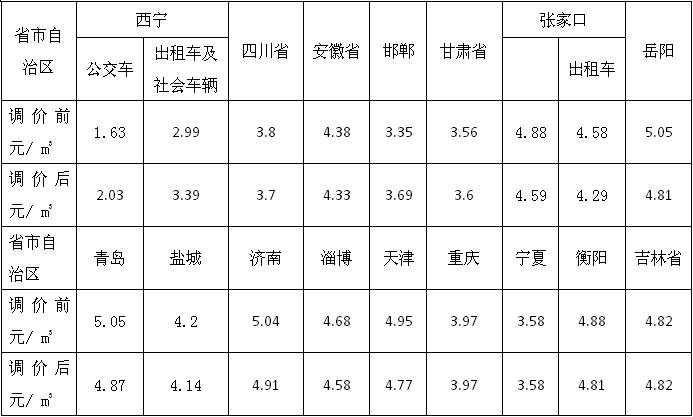 省市自治区 西宁 四川省 安徽省 邯郸 甘肃省 张家口 岳阳
公交车 出租车及社会车辆 出租车
调价前元/㎥ 1.63 2.99 3.8 4.38 3.35 3.56 4.88 4.58 5.05
调价后元/㎥ 2.03 3.39 3.7 4.33 3.69 3.6 4.59 4.29 4.81
省市自治区 青岛 盐城 济南 淄博 天津 重庆 宁夏 衡阳 吉林省
调价前元/㎥ 5.05 4.2 5.04 4.68 4.95 3.97 3.58 4.88 4.82
调价后元/㎥ 4.87 4.14 4.91 4.58 4.77 3.97 3.58 4.81 4.82